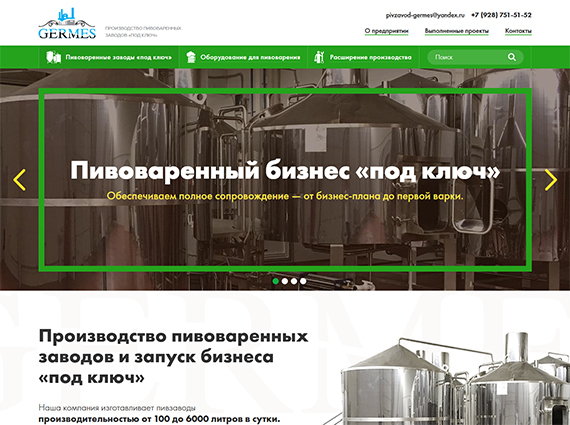 GERMES
ПРОИЗВОДСТВО ПИВОВАРЕННЫХ
ЗАВОДОВ «ПОД КЛЮЧ»
pivzavod-germes@yandex.ru +7 (928) 751-51-52
О предприятии Выполненные проекты Контакты
Пивоваренные заводы «под ключ» Оборудование для пивоварения Расширение производства Поиск
Пивоваренный бизнес «под ключ»
Обеспечиваем полное сопровождение — от бизнес-плана до первой варки.
Производство пивоваренных
заводов и запуск бизнеса
«под ключ»
Наша компания изготавливает пивзаводы
производительностью от 100 до 6000 литров в сутки.
GERMES